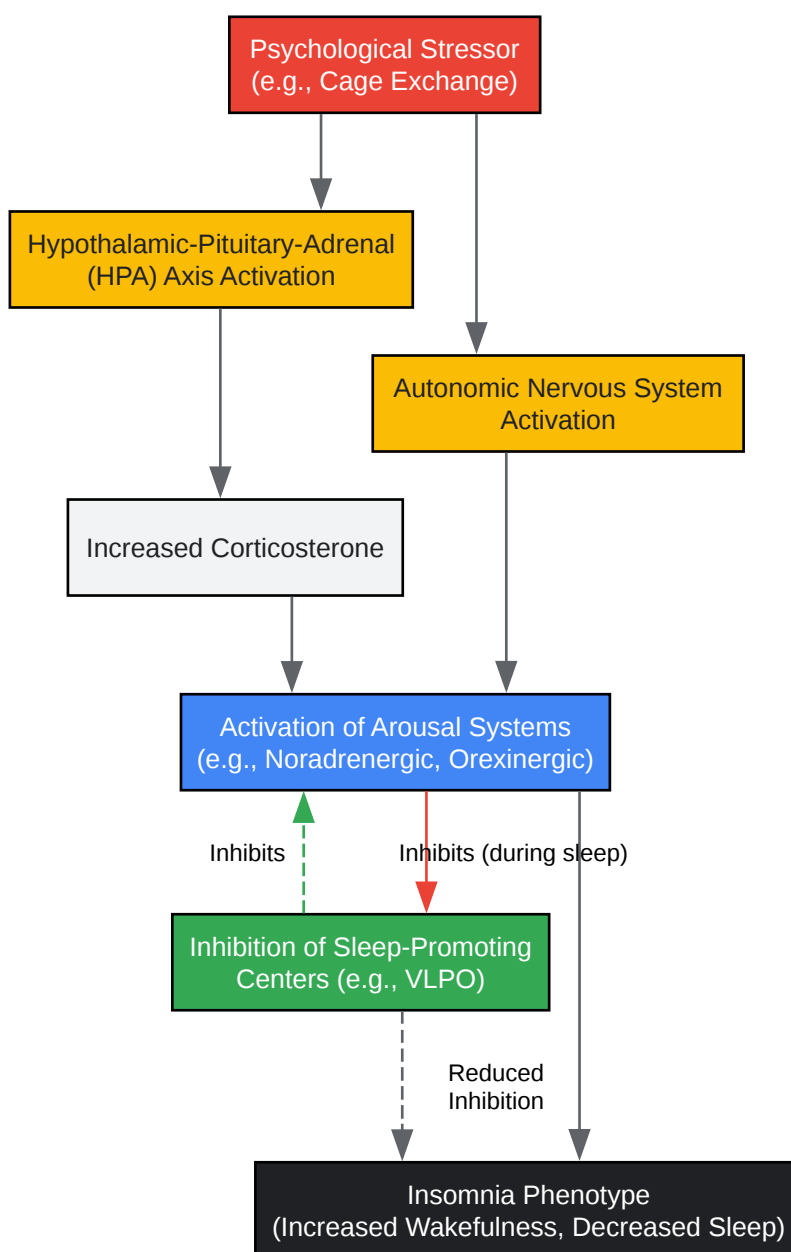 Psychological Stressor
(e.g., Cage Exchange)
Hypothalamic-Pituitary-Adrenal
(HPA) Axis Activation
Autonomic Nervous System
Activation
Increased Corticosterone
Activation of Arousal Systems
(e.g., Noradrenergic, Orexinergic)
Inhibits
Inhibits (during sleep)
Inhibition of Sleep-Promoting
Centers (e.g., VLPO)
Reduced
Inhibition
Insomnia Phenotype
(Increased Wakefulness, Decreased Sleep)